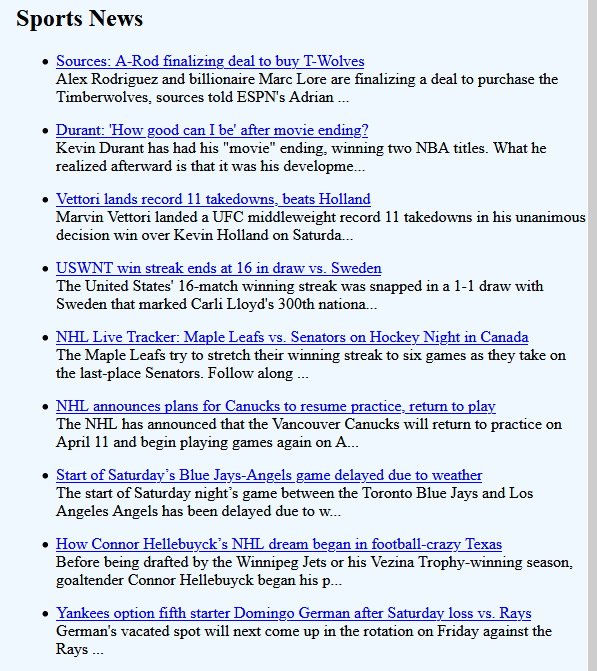 Sports News
Sources: A-Rod finalizing deal to buy T-Wolves
Alex Rodriguez and billionaire Marc Lore are finalizing a deal to purchase the
Timberwolves, sources told ESPN's Adrian ...
Durant: 'How good can I be' after movie ending?
Kevin Durant has had his "movie" ending, winning two NBA titles. What he
realized afterward is that it was his developme...
Vettori lands record 11 takedowns, beats Holland
Marvin Vettori landed a UFC middleweight record 11 takedowns in his unanimous
decision win over Kevin Holland on Saturda...
USWNT win streak ends at 16 in draw vs. Sweden
The United States' 16-match winning streak was snapped in a 1-1 draw with
Sweden that marked Carli Lloyd's 300th nationa...
NHL Live Tracker: Maple Leafs vs. Senators on Hockey Night in Canada
The Maple Leafs try to stretch their winning streak to six games as they take on
the last-place Senators. Follow along ...
NHL announces plans for Canucks to resume practice, return to play
The NHL has announced that the Vancouver Canucks will return to practice on
April 11 and begin playing games again on A...
Start of Saturday’s Blue Jays-Angels game delayed due to weather
The start of Saturday night’s game between the Toronto Blue Jays and Los
Angeles Angels has been delayed due to w...
How Connor Hellebuyck’s NHL dream began in football-crazy Texas
Before being drafted by the Winnipeg Jets or his Vezina Trophy-winning season,
goaltender Connor Hellebuyck began his p...
Yankees option fifth starter Domingo German after Saturday loss vs. Rays
German's vacated spot will next come up in the rotation on Friday against the
Rays ...